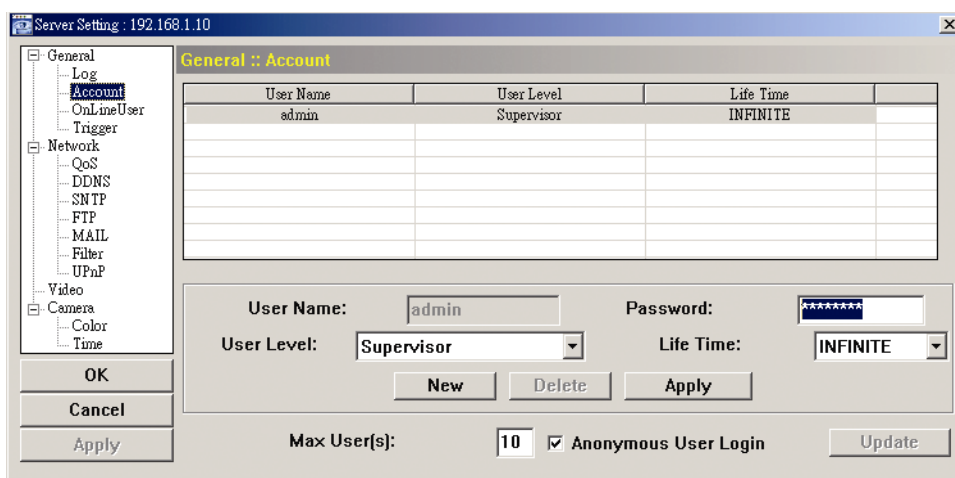 Server Setting : 192.168.1.10
General
Log
Account
OnLineUser
Trigger
Network
QoS
DDNS
SNTP
FTP
MAIL
Filter
UPnP
Video
Camera
Color
Time
OK
Cancel
Apply
General :: Account
User Name User Level Life Time
admin Supervisor INFINITE
User Name: admin Password: ********
User Level: Supervisor Life Time: INFINITE
New Delete Apply
Max User(s): 10 Anonymous User Login Update